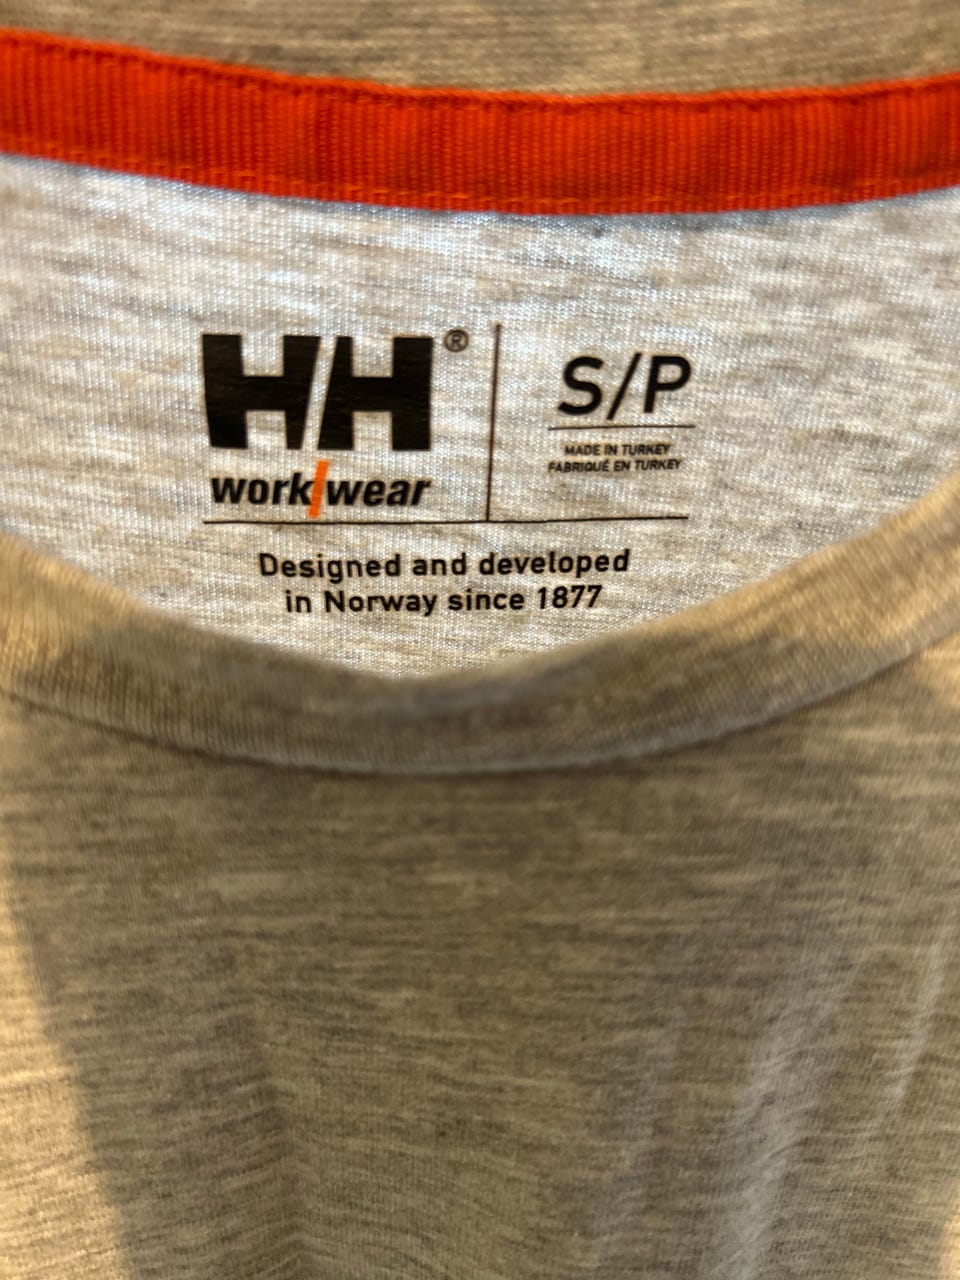 HH®
work/wear
S/P
MADE IN TURKEY
FABRIQUÉ EN TURKEY
Designed and developed
in Norway since 1877